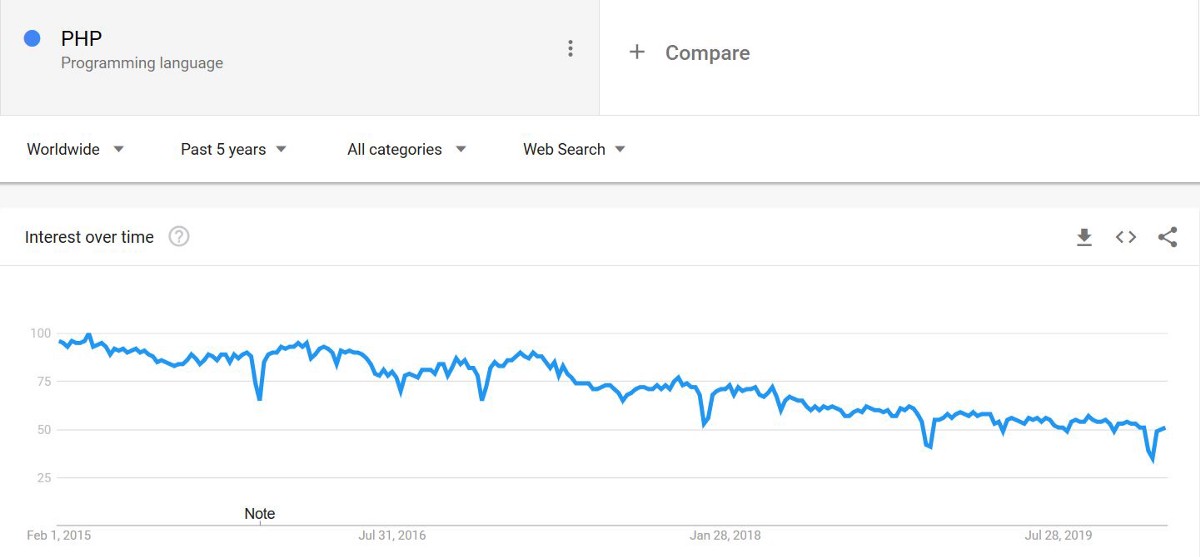 PHP
Programming language
+ Compare
Worldwide
Past 5 years
All categories
Web Search
Interest over time ?
100
75
50
25
Note
Feb 1, 2015
Jul 31, 2016
Jan 28, 2018
Jul 28, 2019